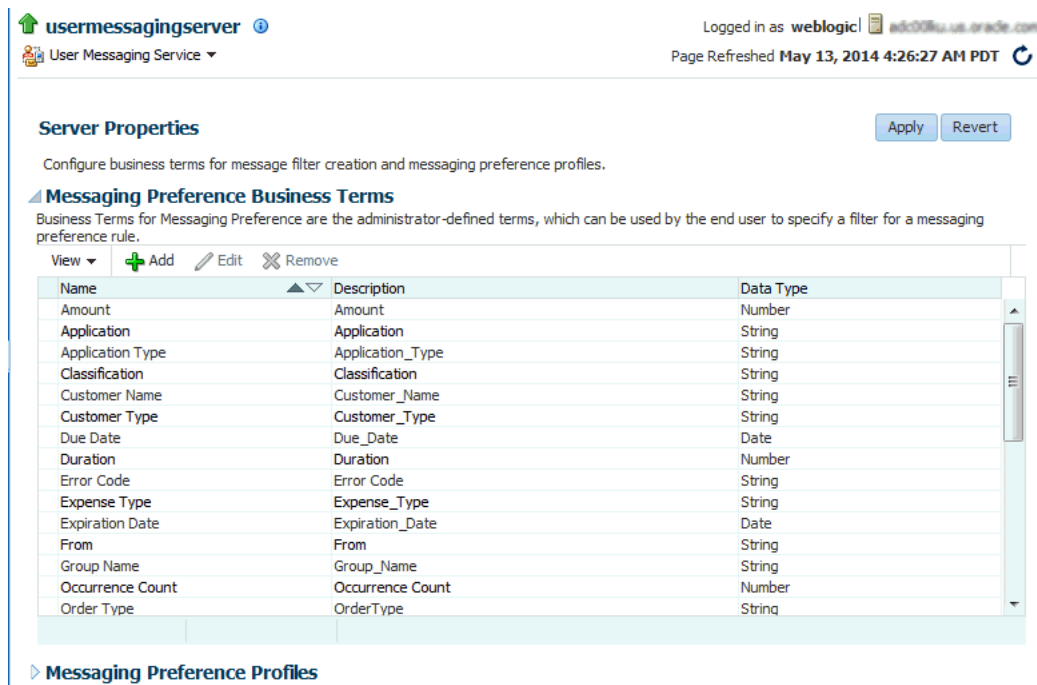 usermessagingserver
Logged in as weblogic
User Messaging Service
Page Refreshed May 13, 2014 4:26:27 AM PDT
Server Properties
Apply Revert
Configure business terms for message filter creation and messaging preference profiles.
Messaging Preference Business Terms
Business Terms for Messaging Preference are the administrator-defined terms, which can be used by the end user to specify a filter for a messaging
preference rule.
View Add Edit Remove
Name Description Data Type
Amount Amount Number
Application Application String
Application Type Application_Type String
Classification Classification String
Customer Name Customer_Name String
Customer Type Customer_Type String
Due Date Due_Date Date
Duration Duration Number
Error Code Error Code String
Expense Type Expense_Type String
Expiration Date Expiration_Date Date
From From String
Group Name Group_Name String
Occurrence Count Occurrence Count Number
Order Type OrderType String
Messaging Preference Profiles